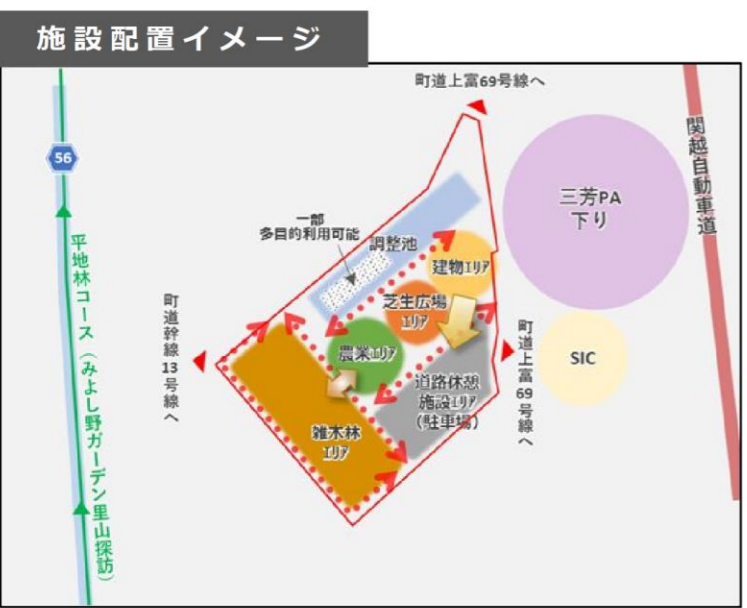 施設配置イメージ
町道上富69号線へ
関越自動車道
56
三芳PA
下り
一部
多目的利用可能
調整池
建物エリア
平地林コース（みよし野ガーデン里山探訪）
芝生広場
エリア
町道幹線13号線へ
農業エリア
町道上富69号線へ
SIC
道路休憩
施設エリア
(駐車場)
雑木林
エリア